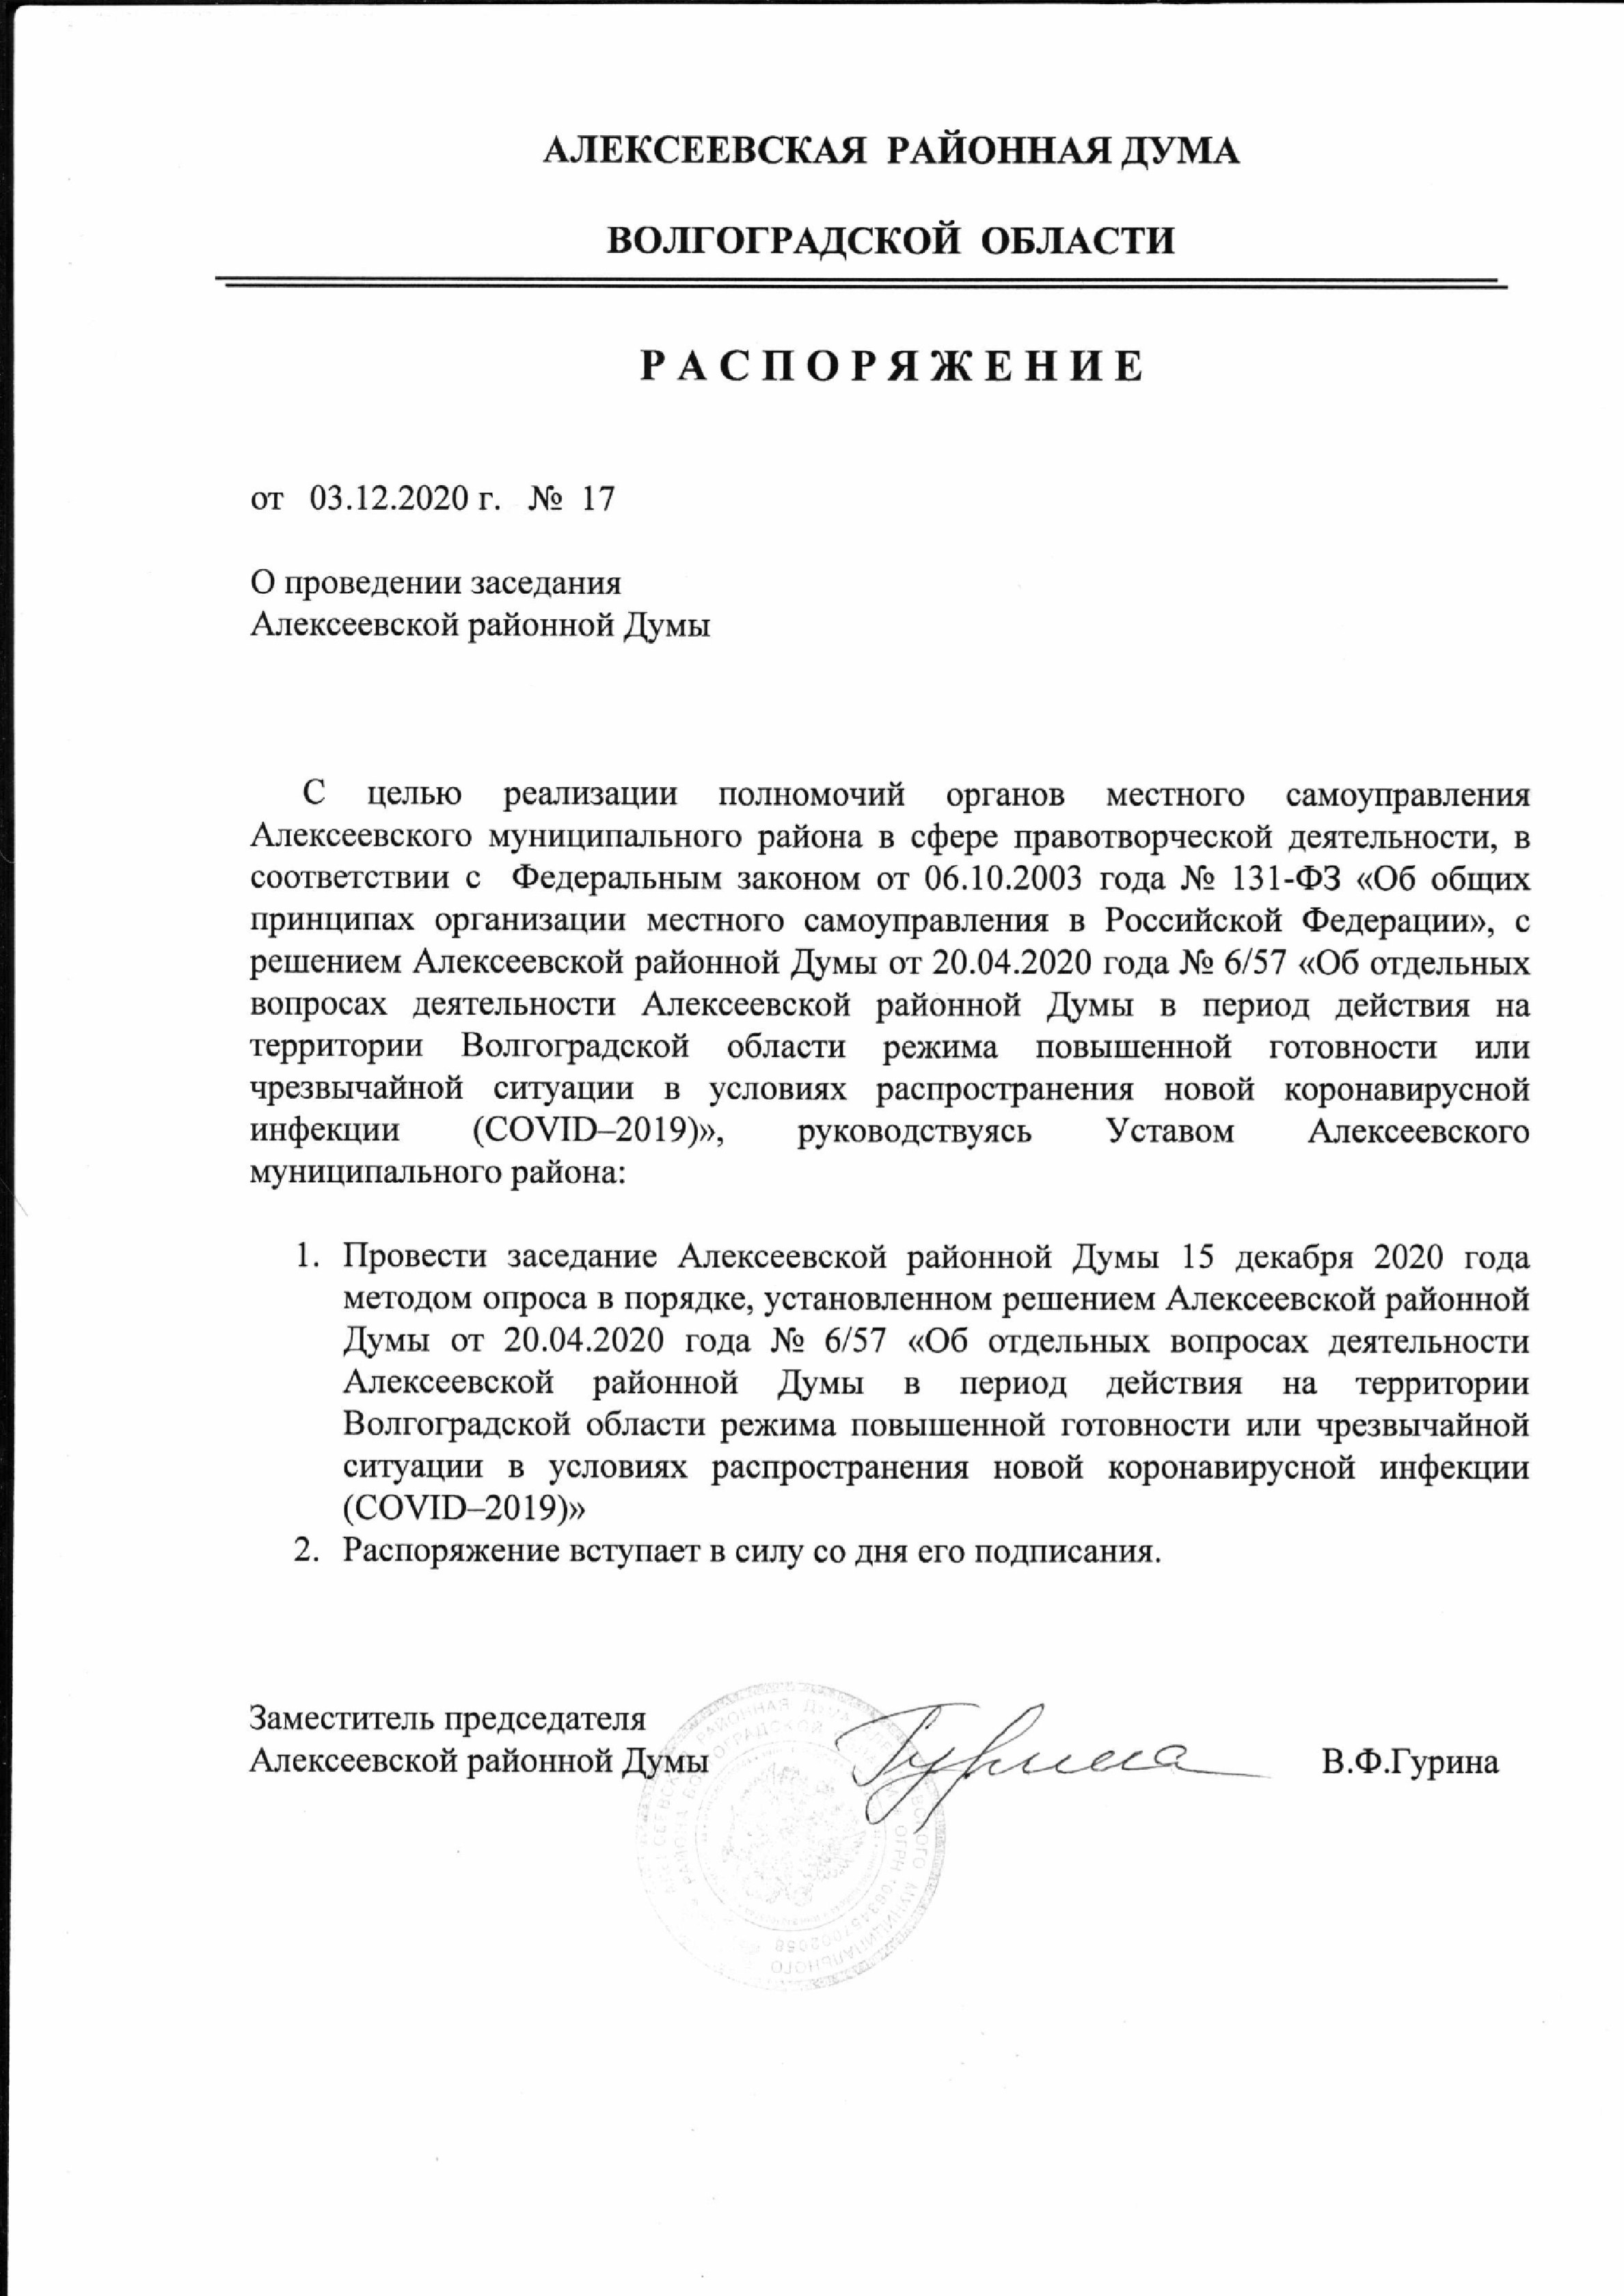 АЛЕКСЕЕВСКАЯ РАЙОННАЯ ДУМА
ВОЛГОГРАДСКОЙ ОБЛАСТИ
Р А С П О Р Я Ж Е Н И Е
от 03.12.2020 г. № 17
О проведении заседания
Алексеевской районной Думы
С целью реализации полномочий органов местного самоуправления
Алексеевского муниципального района в сфере правотворческой деятельности, в
соответствии с Федеральным законом от 06.10.2003 года № 131-ФЗ «Об общих
принципах организации местного самоуправления в Российской Федерации», с
решением Алексеевской районной Думы от 20.04.2020 года № 6/57 «Об отдельных
вопросах деятельности Алексеевской районной Думы в период действия на
территории Волгоградской области режима повышенной готовности или
чрезвычайной ситуации в условиях распространения новой коронавирусной
инфекции (COVID–2019)», руководствуясь Уставом Алексеевского
муниципального района:
1. Провести заседание Алексеевской районной Думы 15 декабря 2020 года
методом опроса в порядке, установленном решением Алексеевской районной
Думы от 20.04.2020 года № 6/57 «Об отдельных вопросах деятельности
Алексеевской районной Думы в период действия на территории
Волгоградской области режима повышенной готовности или чрезвычайной
ситуации в условиях распространения новой коронавирусной инфекции
(COVID–2019)»
2. Распоряжение вступает в силу со дня его подписания.
Заместитель председателя
Алексеевской районной Думы В.Ф.Гурина